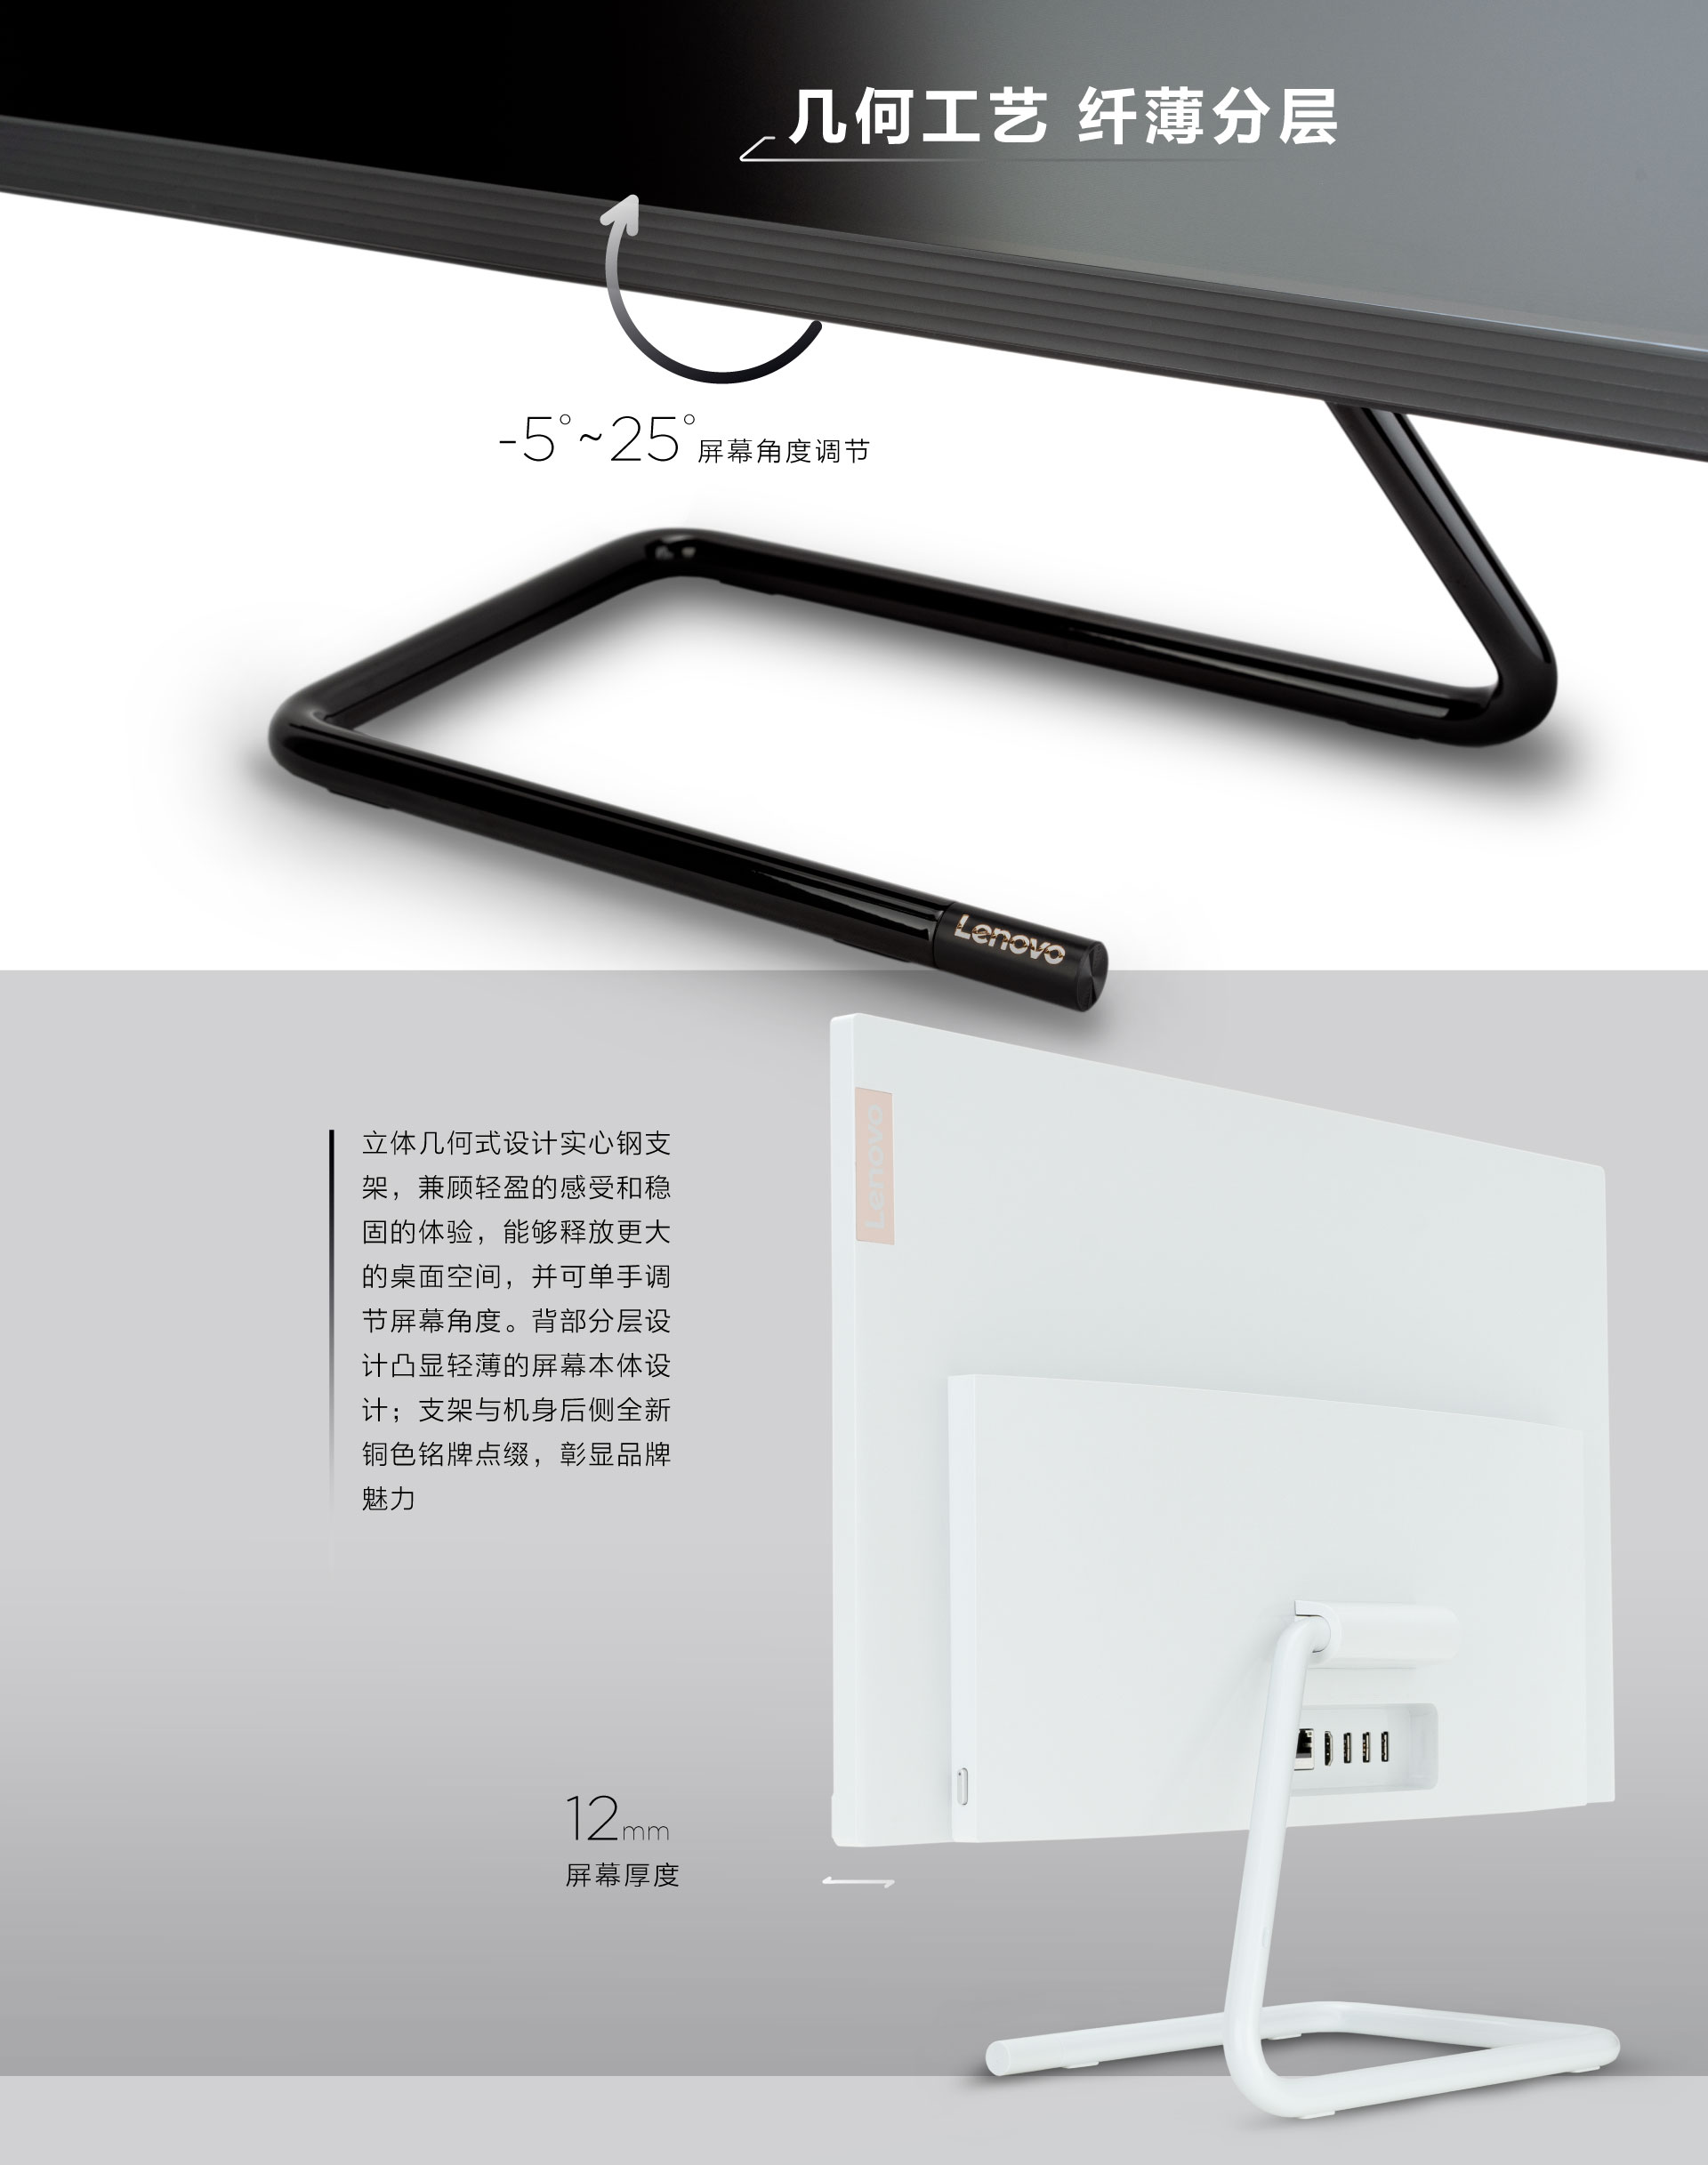 几何工艺 纤薄分层
-5°~25°屏幕角度调节
Lenovo
Lenovo
立体几何式设计实心钢支
架，兼顾轻盈的感受和稳
固的体验，能够释放更大
的桌面空间，并可单手调
节屏幕角度。背部分层设
计凸显轻薄的屏幕本体设
计；支架与机身后侧全新
铜色铭牌点缀，彰显品牌
魅力
12mm
屏幕厚度